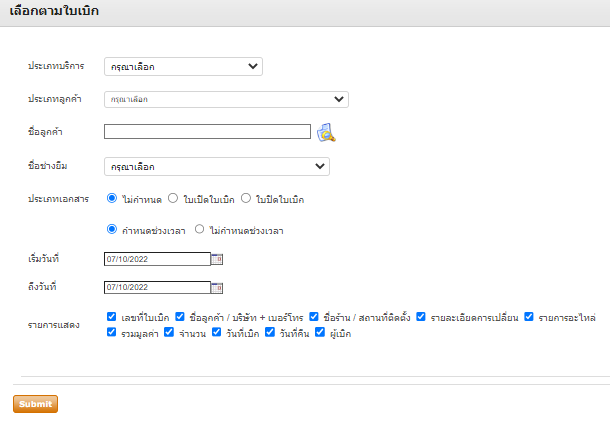 เลือกตามใบเบิก
ประเภทบริการ กรุณาเลือก
ประเภทลูกค้า กรุณาเลือก
ชื่อลูกค้า
ชื่อช่างยืม กรุณาเลือก
ประเภทเอกสาร ไม่กำหนด ใบเปิดใบเบิก ใบปิดใบเบิก
กำหนดช่วงเวลา ไม่กำหนดช่วงเวลา
เริ่มวันที่ 07/10/2022
ถึงวันที่ 07/10/2022
รายการแสดง เลขที่ใบเบิก ชื่อลูกค้า / บริษัท + เบอร์โทร ชื่อร้าน / สถานที่ติดตั้ง รายละเอียดการเปลี่ยน รายการอะไหล่
รวมมูลค่า จำนวน วันที่เบิก วันที่คืน ผู้เบิก
Submit